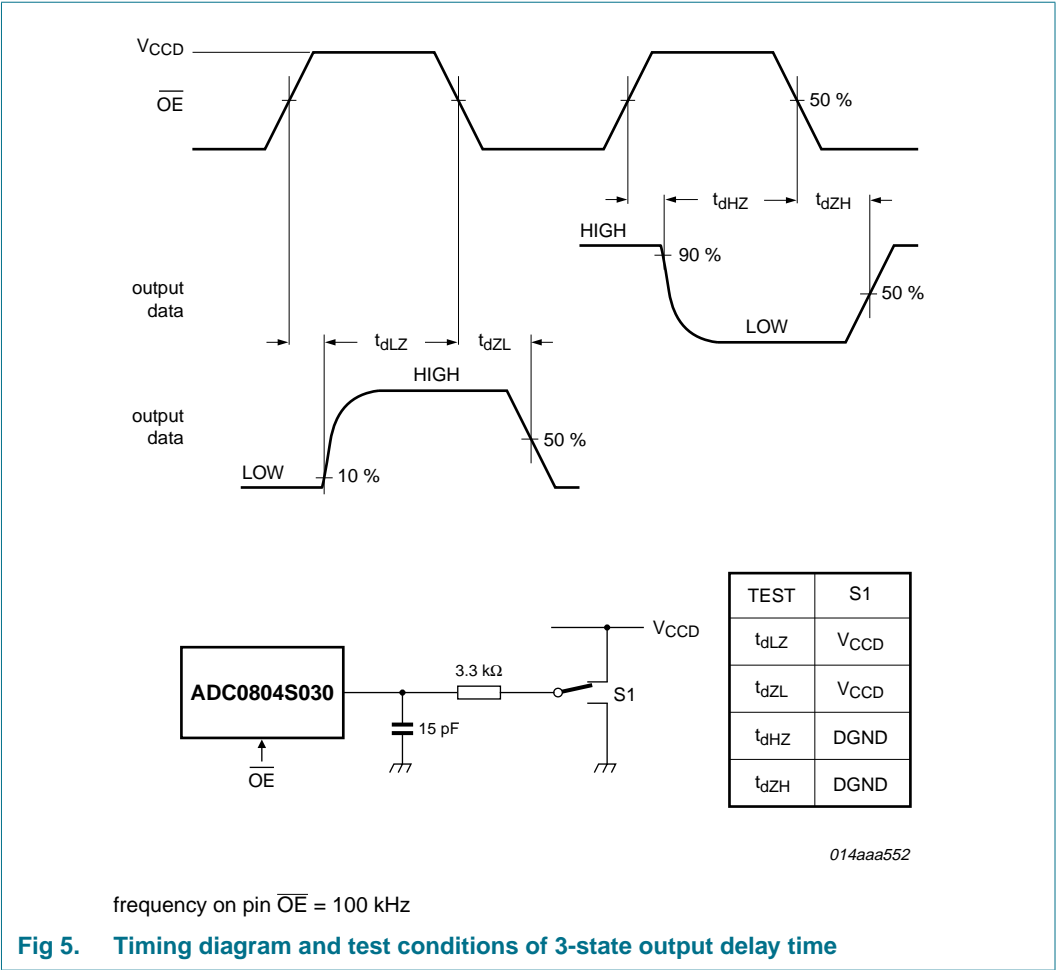 VCCD
OE
50 %
tdHZ tdZH
HIGH
90 %
output
data
50 %
LOW
tdLZ tdZL
HIGH
output
data
50 %
LOW
10 %
VCCD
ADC0804S030
3.3 kΩ
S1
15 pF
OE
TEST S1
tdLZ VCCD
tdZL VCCD
tdHZ DGND
tdZH DGND
014aaa552
frequency on pin OE = 100 kHz
Fig 5. Timing diagram and test conditions of 3-state output delay time